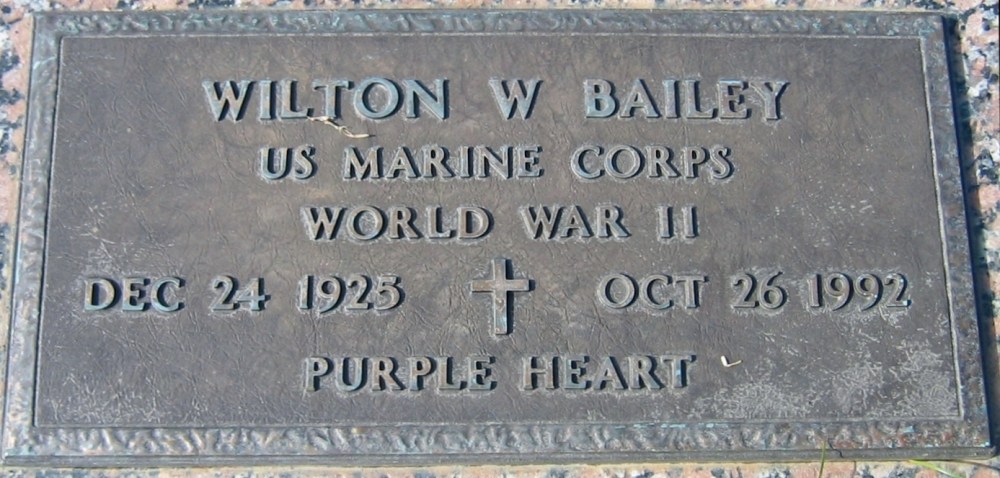 WILTON W BAILEY
US MARINE CORPS
WORLD WAR II
DEC 24 1925 OCT 26 1992
PURPLE HEART